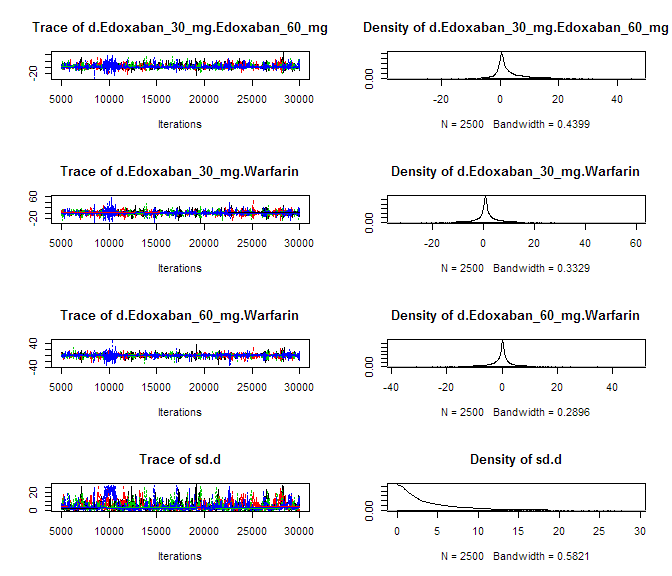 Trace of d.Edoxaban_30_mg.Edoxaban_60_mg
-20
5000 10000 15000 20000 25000 30000
Iterations
Density of d.Edoxaban_30_mg.Edoxaban_60_mg
0.00
-20 0 20 40
N = 2500 Bandwidth = 0.4399
Trace of d.Edoxaban_30_mg.Warfarin
-20 60
5000 10000 15000 20000 25000 30000
Iterations
Density of d.Edoxaban_30_mg.Warfarin
0.00
-20 0 20 40 60
N = 2500 Bandwidth = 0.3329
Trace of d.Edoxaban_60_mg.Warfarin
-40 40
5000 10000 15000 20000 25000 30000
Iterations
Density of d.Edoxaban_60_mg.Warfarin
0.00
-40 -20 0 20 40
N = 2500 Bandwidth = 0.2896
Trace of sd.d
0 20
5000 10000 15000 20000 25000 30000
Iterations
Density of sd.d
0.00
0 5 10 15 20 25 30
N = 2500 Bandwidth = 0.5821